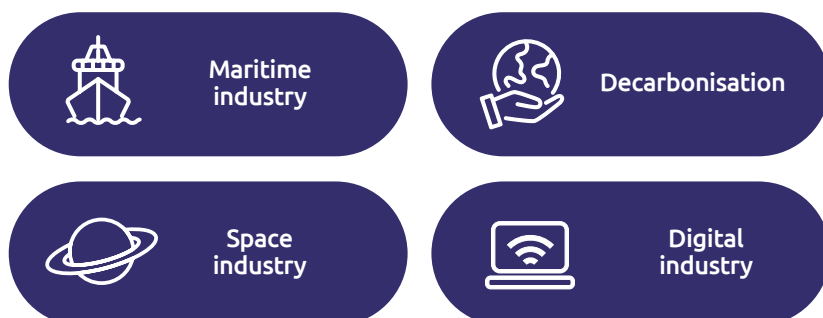 Maritime
industry
Decarbonisation
Space
industry
Digital
industry